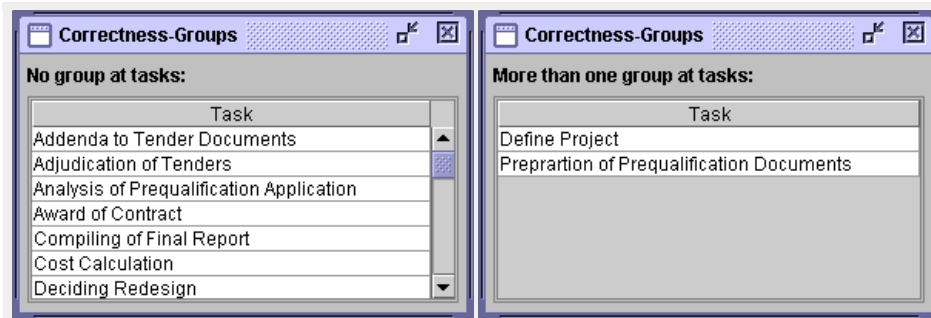 Correctness-Groups
No group at tasks:
Task
Addenda to Tender Documents
Adjudication of Tenders
Analysis of Prequalification Application
Award of Contract
Compiling of Final Report
Cost Calculation
Deciding Redesign
Correctness-Groups
More than one group at tasks:
Task
Define Project
Preprartion of Prequalification Documents